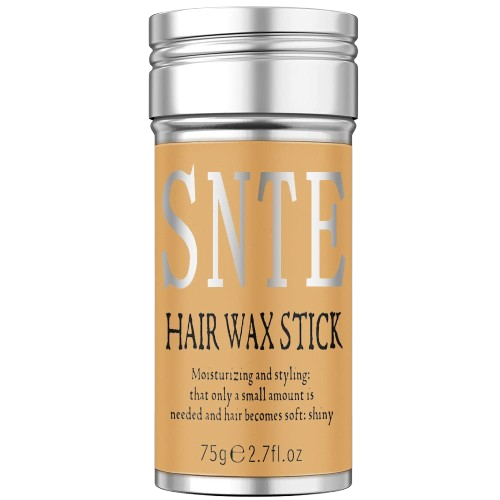 SNTE
HAIR WAX STICK
Moisturizing and styling:
that only a small amount is
needed and hair becomes soft: shiny
75g℮2.7fl.oz